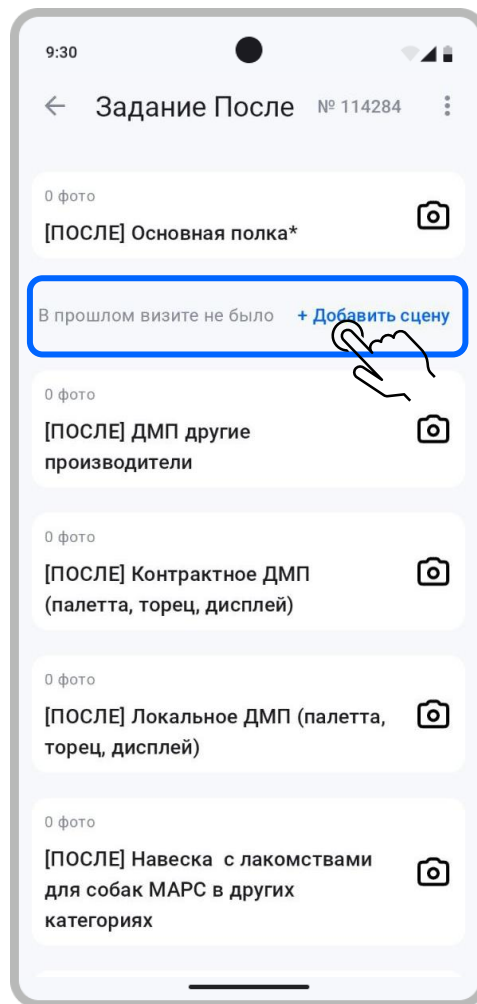 9:30
Задание После № 114284
0 фото
[ПОСЛЕ] Основная полка*
В прошлом визите не было + Добавить сцену
0 фото
[ПОСЛЕ] ДМП другие
производители
0 фото
[ПОСЛЕ] Контрактное ДМП
(палетта, торец, дисплей)
0 фото
[ПОСЛЕ] Локальное ДМП (палетта,
торец, дисплей)
0 фото
[ПОСЛЕ] Навеска с лакомствами
для собак МАРС в других
категориях